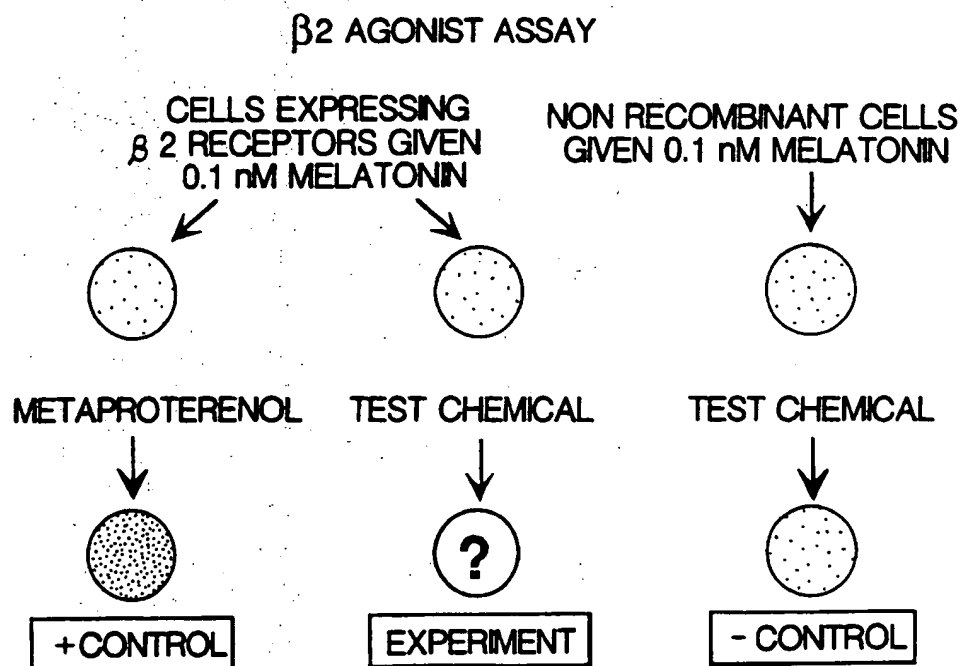 β2 AGONIST ASSAY
CELLS EXPRESSING
β 2 RECEPTORS GIVEN
0.1 nM MELATONIN
NON RECOMBINANT CELLS
GIVEN 0.1 nM MELATONIN
METAPROTERENOL
TEST CHEMICAL
TEST CHEMICAL
?
+ CONTROL
EXPERIMENT
- CONTROL